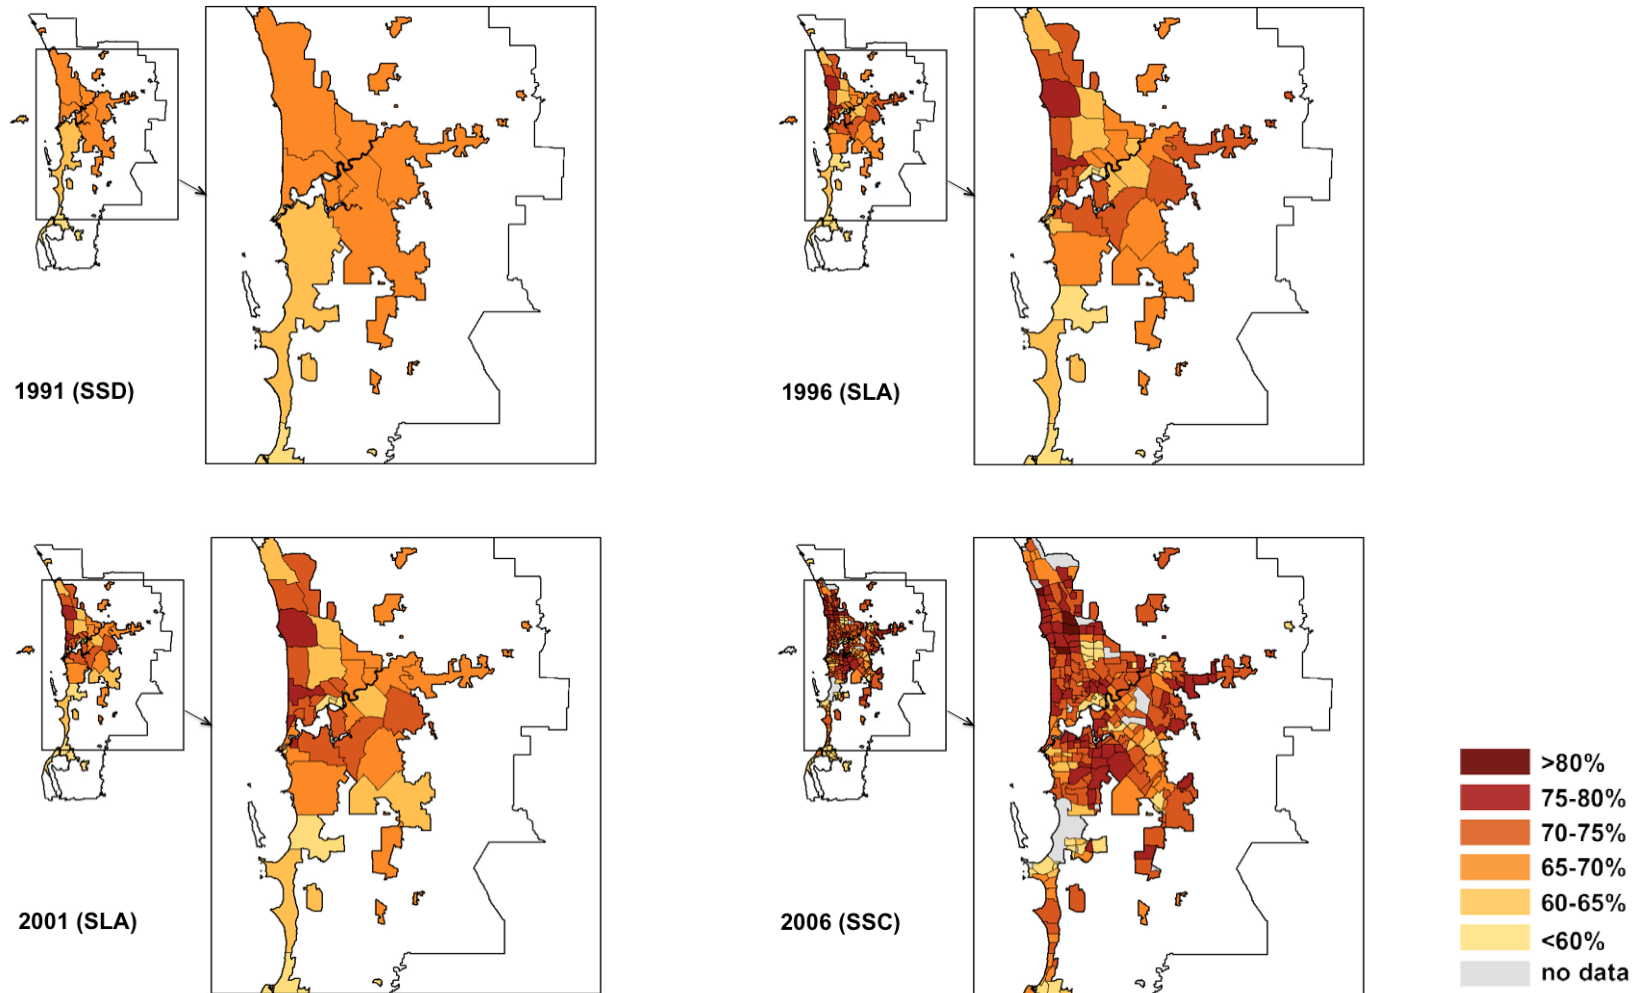 1991 (SSD)
1996 (SLA)
2001 (SLA)
2006 (SSC)
>80%
75-80%
70-75%
65-70%
60-65%
<60%
no data